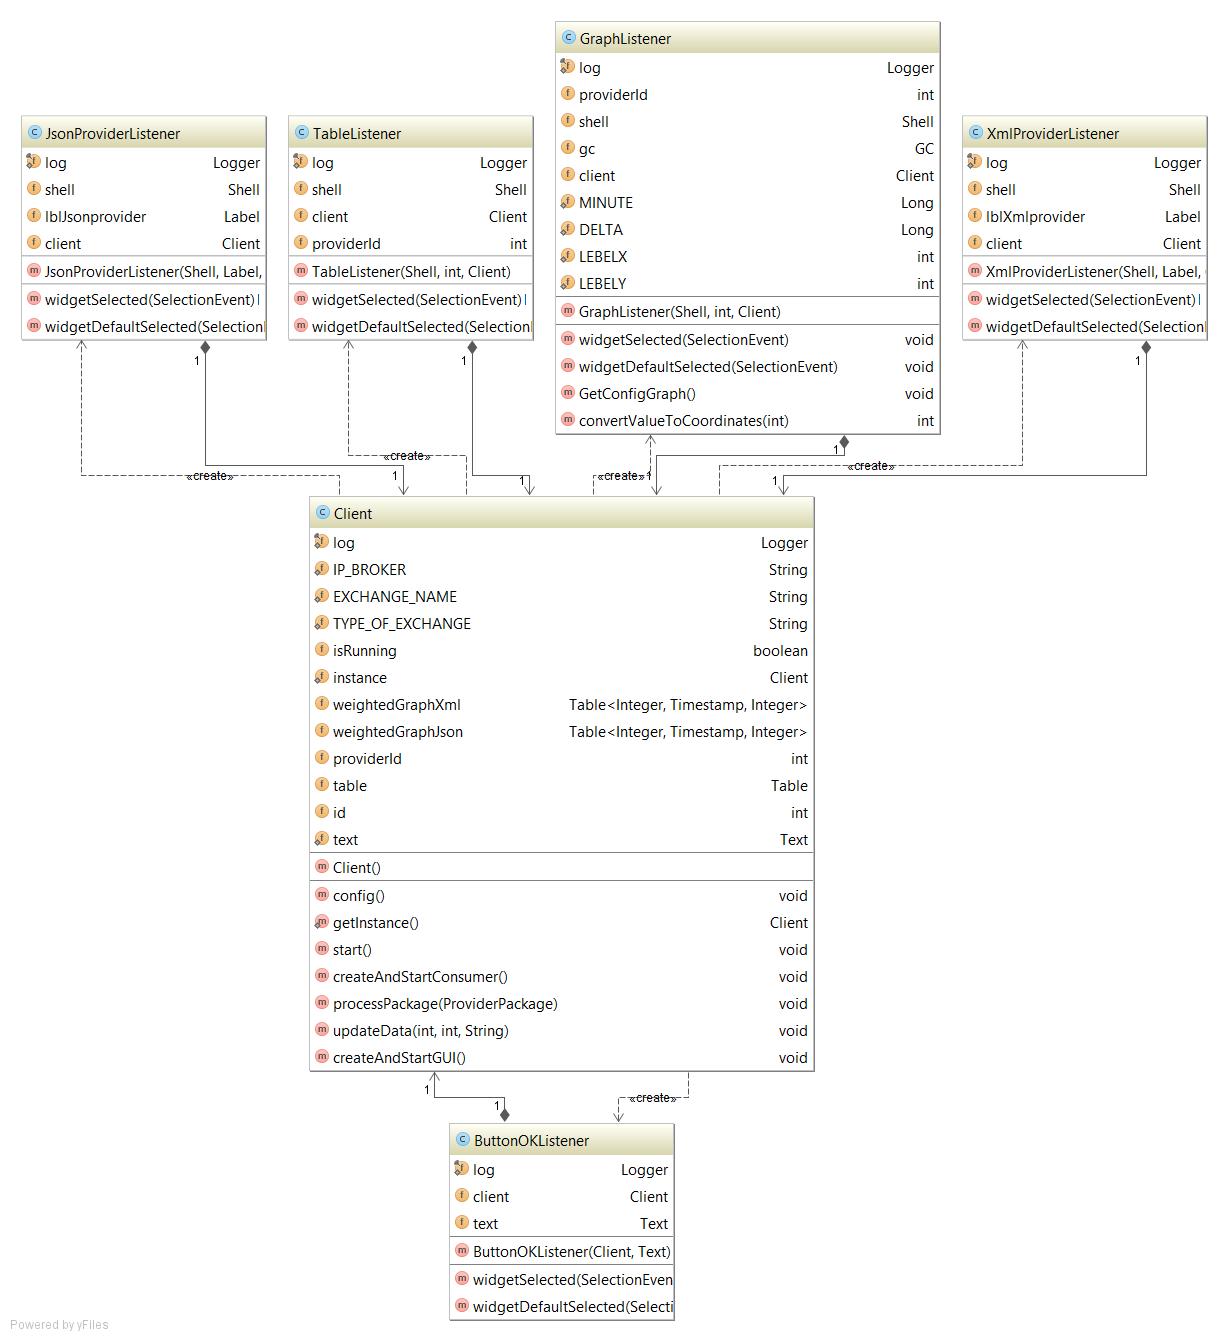 GraphListener
log Logger
providerId int
shell Shell
gc GC
client Client
MINUTE Long
DELTA Long
LEBELX int
LEBELY int
GraphListener(Shell, int, Client)
widgetSelected(SelectionEvent) void
widgetDefaultSelected(SelectionEvent) void
GetConfigGraph() void
convertValueToCoordinates(int) int
JsonProviderListener
log Logger
shell Shell
lblJsonprovider Label
client Client
JsonProviderListener(Shell, Label,
widgetSelected(SelectionEvent)
widgetDefaultSelected(Selection
TableListener
log Logger
shell Shell
client Client
providerId int
TableListener(Shell, int, Client)
widgetSelected(SelectionEvent)
widgetDefaultSelected(Selection
XmlProviderListener
log Logger
shell Shell
lblXmlprovider Label
client Client
XmlProviderListener(Shell, Label,
widgetSelected(SelectionEvent)
widgetDefaultSelected(Selection
1
1
1
1
«create»
«create»
«create»
«create»
1
1
1
1
Client
log Logger
IP_BROKER String
EXCHANGE_NAME String
TYPE_OF_EXCHANGE String
isRunning boolean
instance Client
weightedGraphXml Table<Integer, Timestamp, Integer>
weightedGraphJson Table<Integer, Timestamp, Integer>
providerId int
table Table
id int
text Text
Client()
config() void
getInstance() Client
start() void
createAndStartConsumer() void
processPackage(ProviderPackage) void
updateData(int, int, String) void
createAndStartGUI() void
1
1
«create»
ButtonOKListener
log Logger
client Client
text Text
ButtonOKListener(Client, Text)
widgetSelected(SelectionEven
widgetDefaultSelected(Selecti
Powered by yFiles